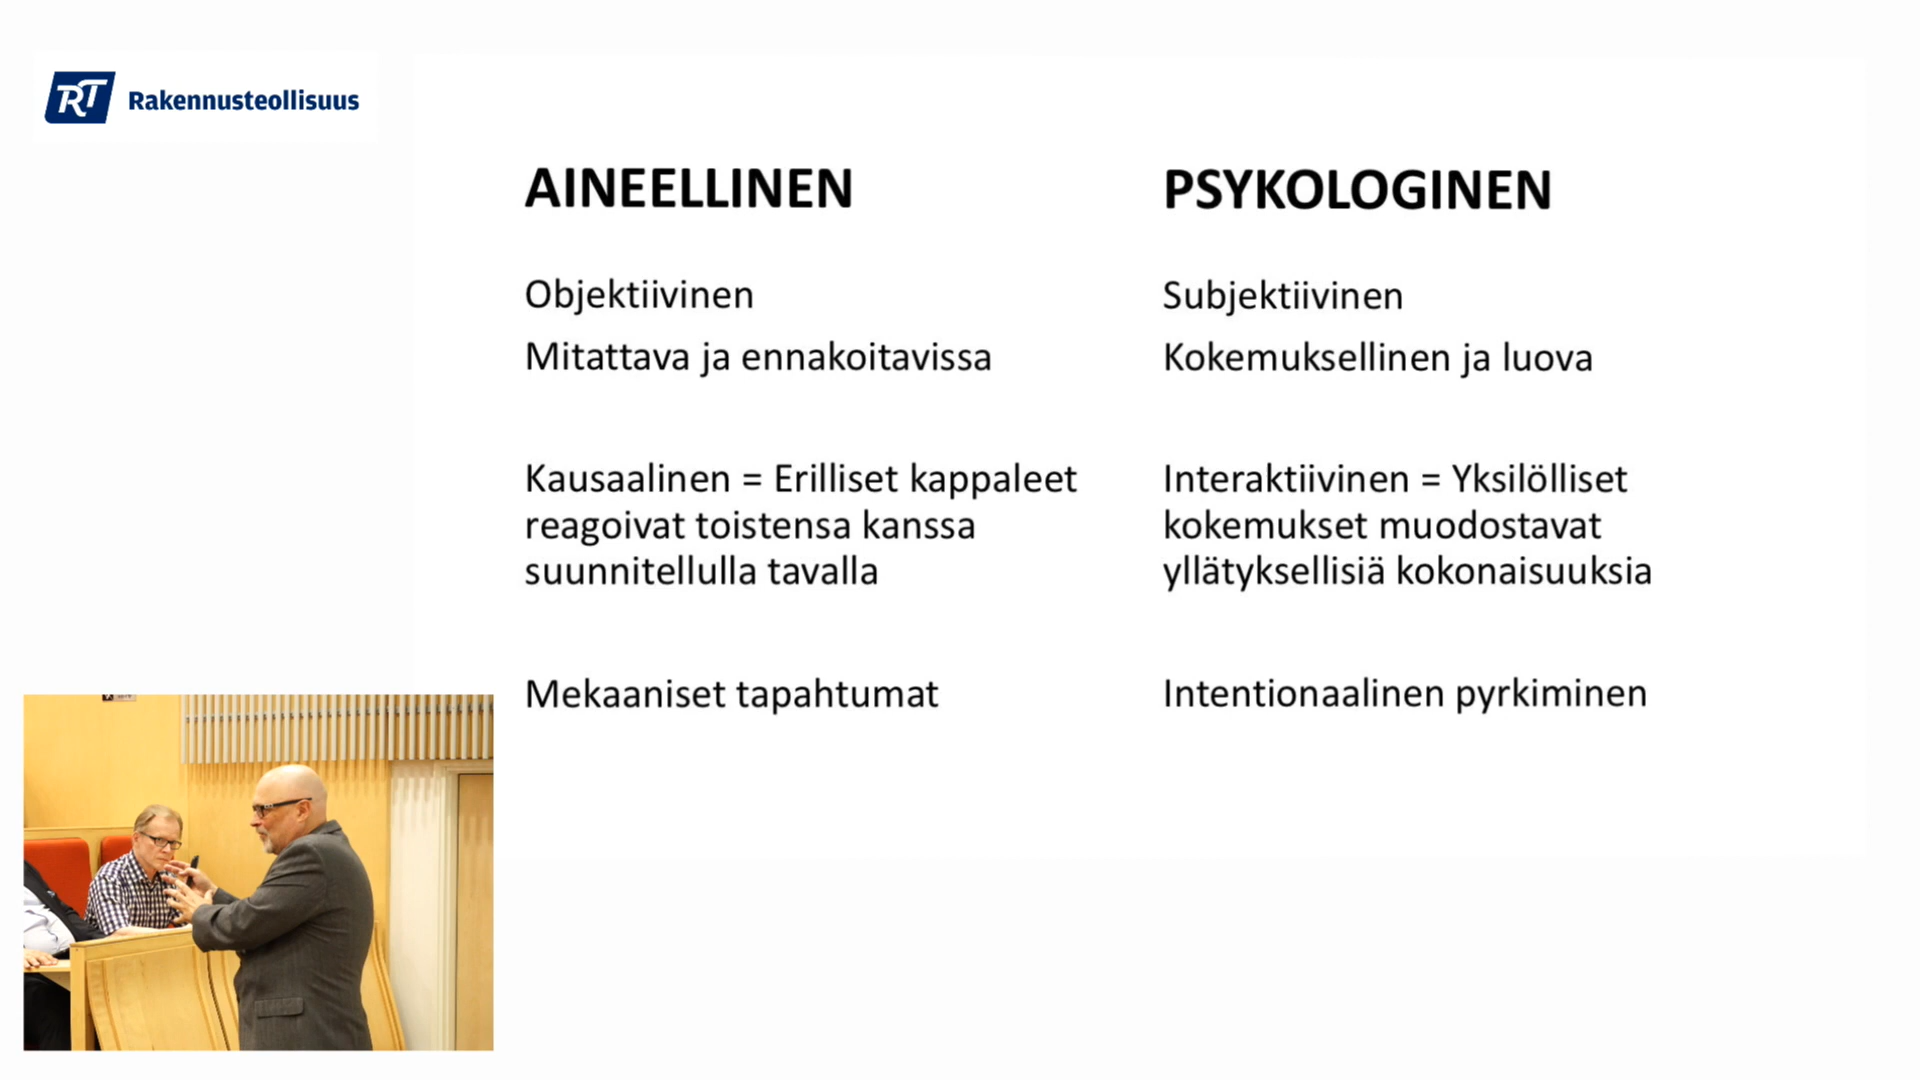 RT Rakennusteollisuus
AINEELLINEN
Objektiivinen
Mitattava ja ennakoitavissa
Kausaalinen = Erilliset kappaleet
reagoivat toistensa kanssa
suunnitellulla tavalla
Mekaaniset tapahtumat
PSYKOLOGINEN
Subjektiivinen
Kokemuksellinen ja luova
Interaktiivinen = Yksilölliset
kokemukset muodostavat
yllätyksellisiä kokonaisuuksia
Intentionaalinen pyrkiminen